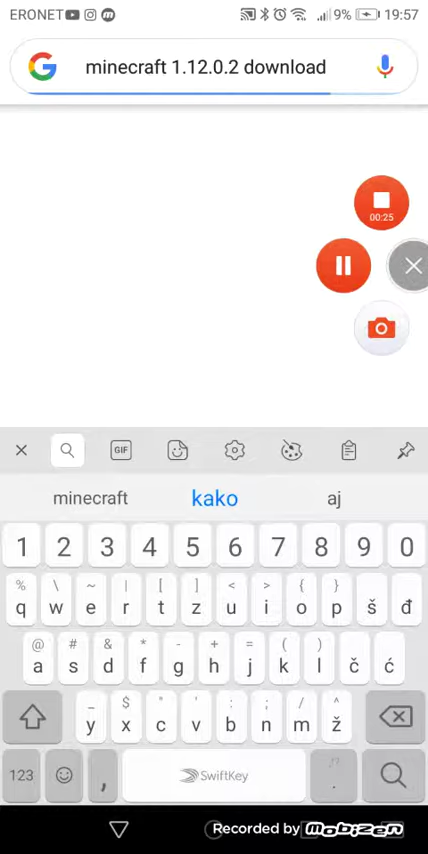 ERONET 9% 19:57
minecraft 1.12.0.2 download
00:25
GIF
minecraft kako aj
1 2 3 4 5 6 7 8 9 0
% \ ~ | [ ] < > { }
q w e r t z u i o p š đ
@ # & * - + = ( )
a s d f g h j k l č ć
_ $ " ' : ; / ^
y x c v b n m ž
123 , SwiftKey .
Recorded by mobizen